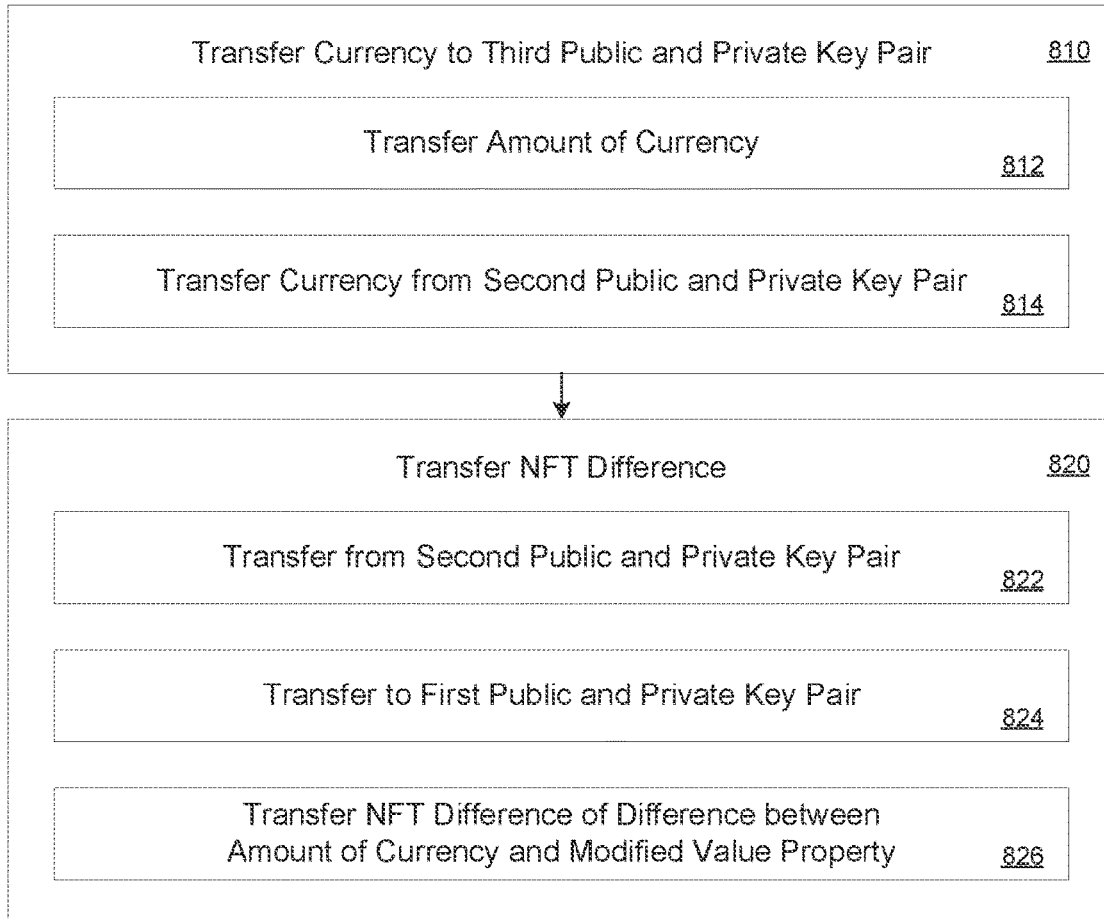 Transfer Currency to Third Public and Private Key Pair 810
Transfer Amount of Currency
812
Transfer Currency from Second Public and Private Key Pair
814
Transfer NFT Difference 820
Transfer from Second Public and Private Key Pair
822
Transfer to First Public and Private Key Pair
824
Transfer NFT Difference of Difference between
Amount of Currency and Modified Value Property 826